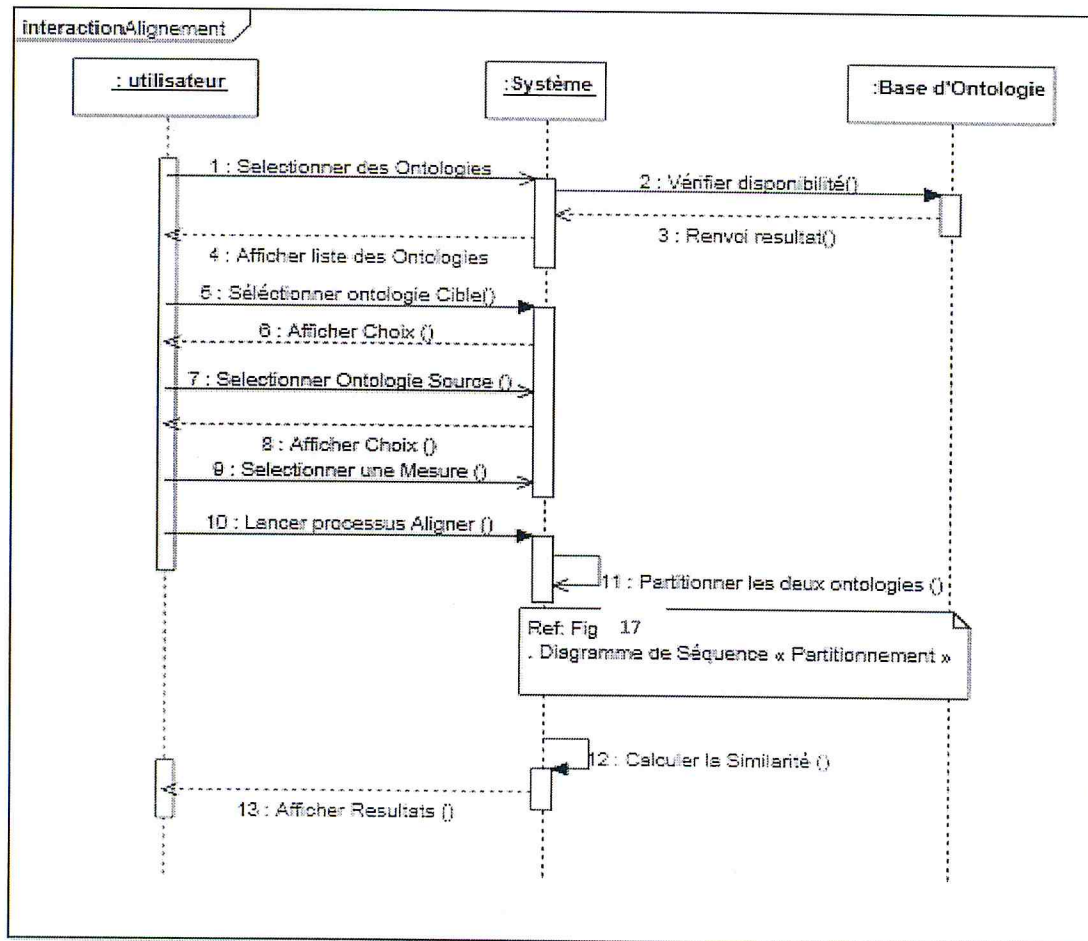 interactionAlignement
: utilisateur
:Système
:Base d'Ontologie
1 : Selectionner des Ontologies
2 : Vérifier disponibilité()
3 : Renvoi resultat()
4 : Afficher liste des Ontologies
5 : Séléctionner ontologie Cible()
6 : Afficher Choix ()
7 : Selectionner Ontologie Source ()
8 : Afficher Choix ()
9 : Selectionner une Mesure ()
10 : Lancer processus Aligner ()
11 : Partitionner les deux ontologies ()
Ref: Fig 17
. Diagramme de Séquence « Partitionnement »
12 : Calculer la Similarité ()
13 : Afficher Resultats ()